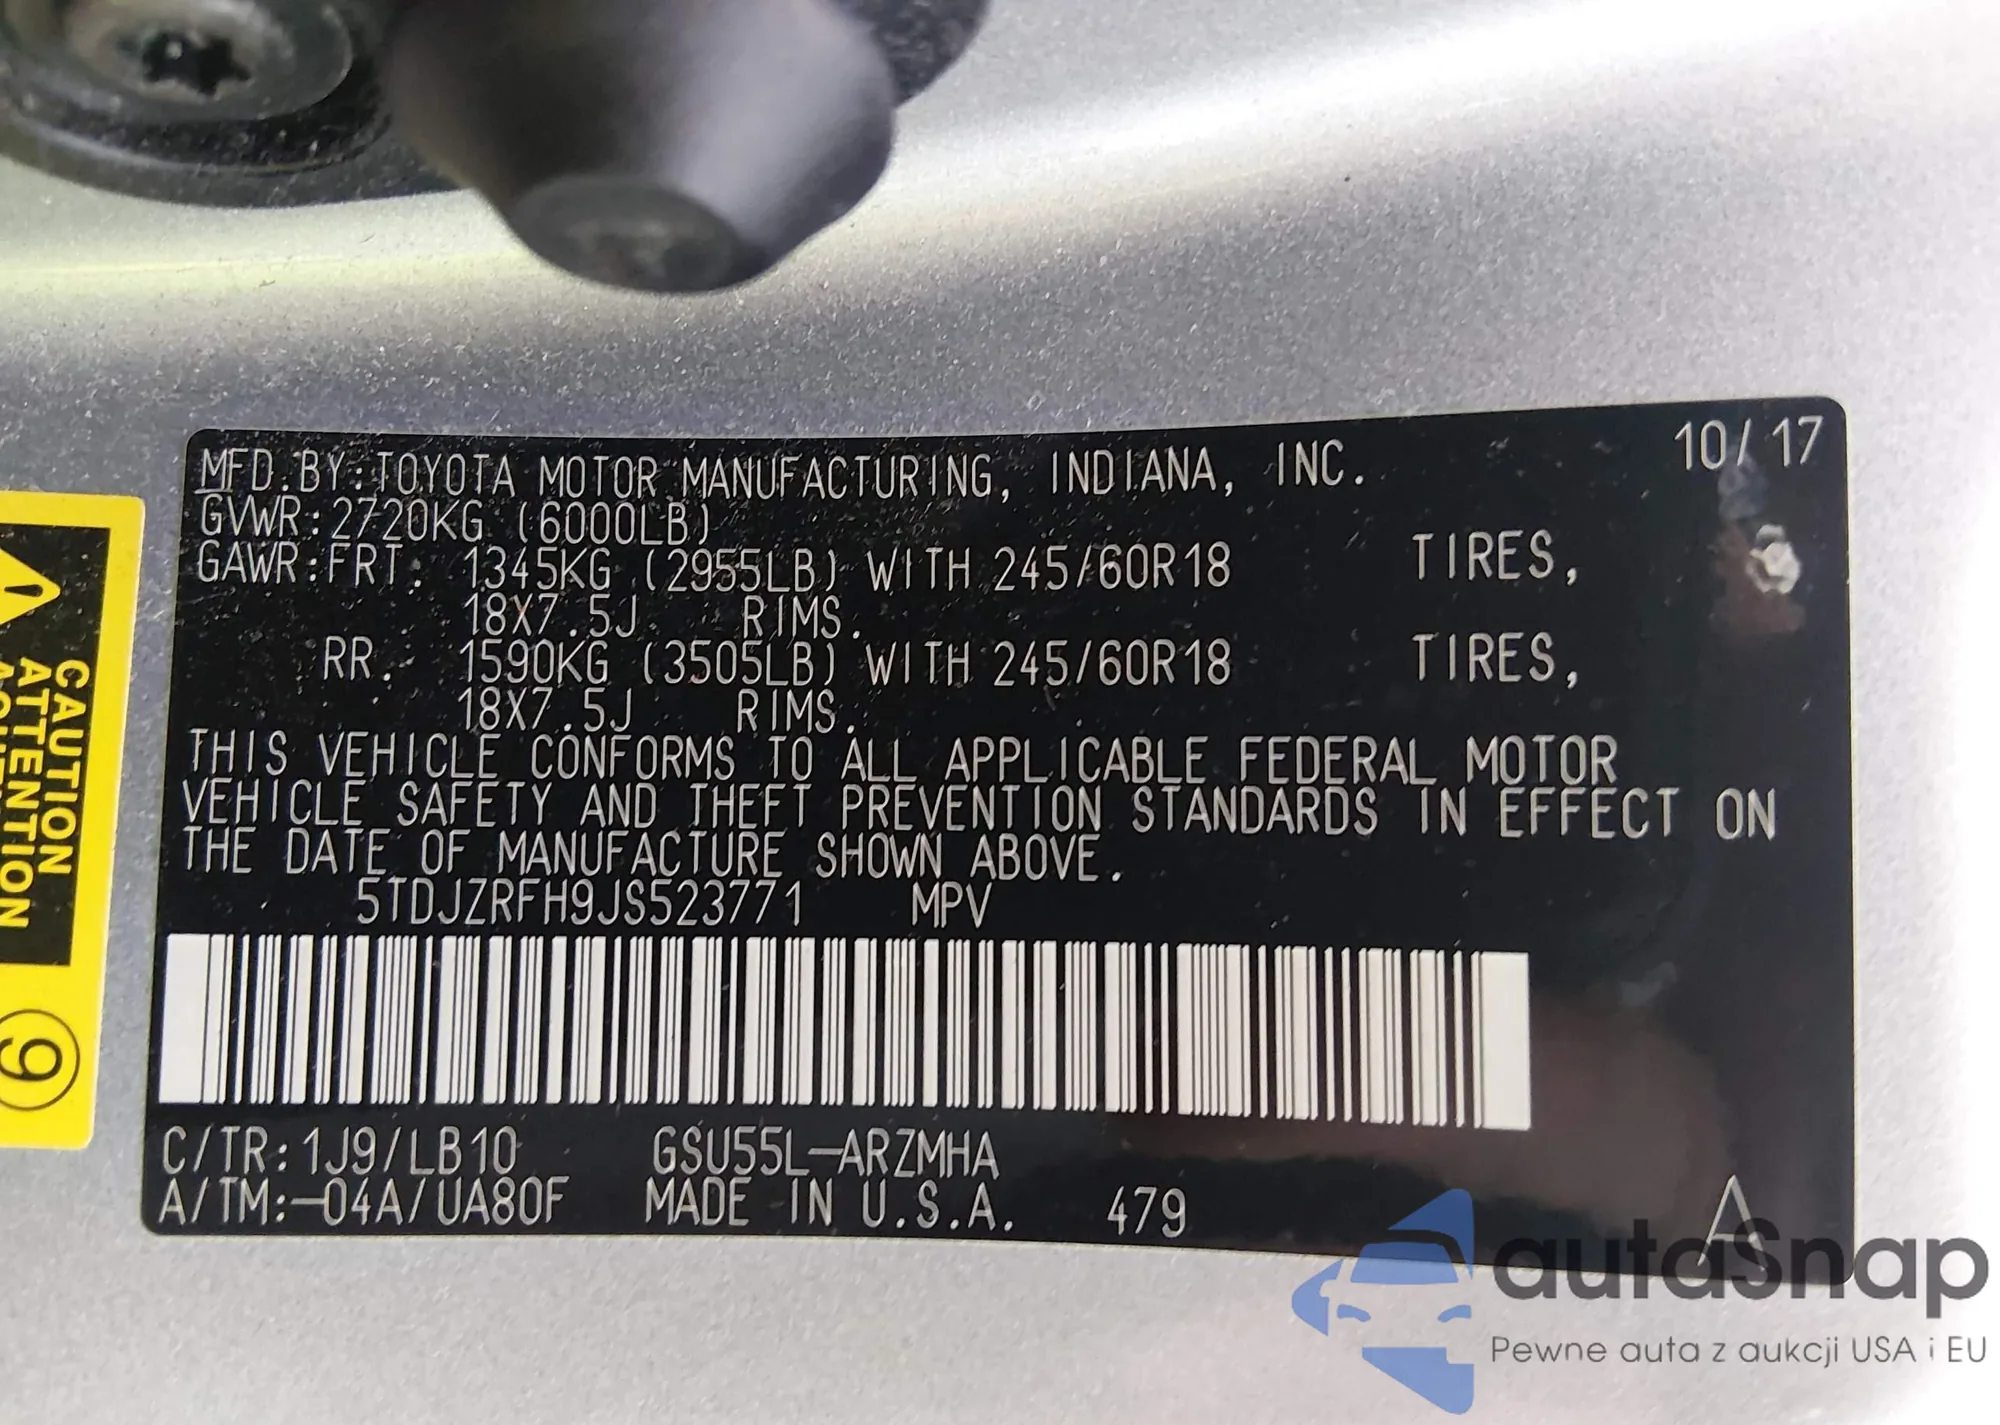 MFD.BY:TOYOTA MOTOR MANUFACTURING, INDIANA, INC. 10/17
GVWR:2720KG (6000LB)
GAWR:FRT. 1345KG (2955LB) WITH 245/60R18 TIRES,
18X7.5J RIMS.
RR. 1590KG (3505LB) WITH 245/60R18 TIRES,
18X7.5J RIMS.
THIS VEHICLE CONFORMS TO ALL APPLICABLE FEDERAL MOTOR
VEHICLE SAFETY AND THEFT PREVENTION STANDARDS IN EFFECT ON
THE DATE OF MANUFACTURE SHOWN ABOVE.
5TDJZRFH9JS523771 MPV
C/TR:1J9/LB10 GSU55L-ARZMHA
A/TM:-04A/UA80F MADE IN U.S.A. 479 A
CAUTION
ATTENTION
9
autaSnap
Pewne auta z aukcji USA i EU